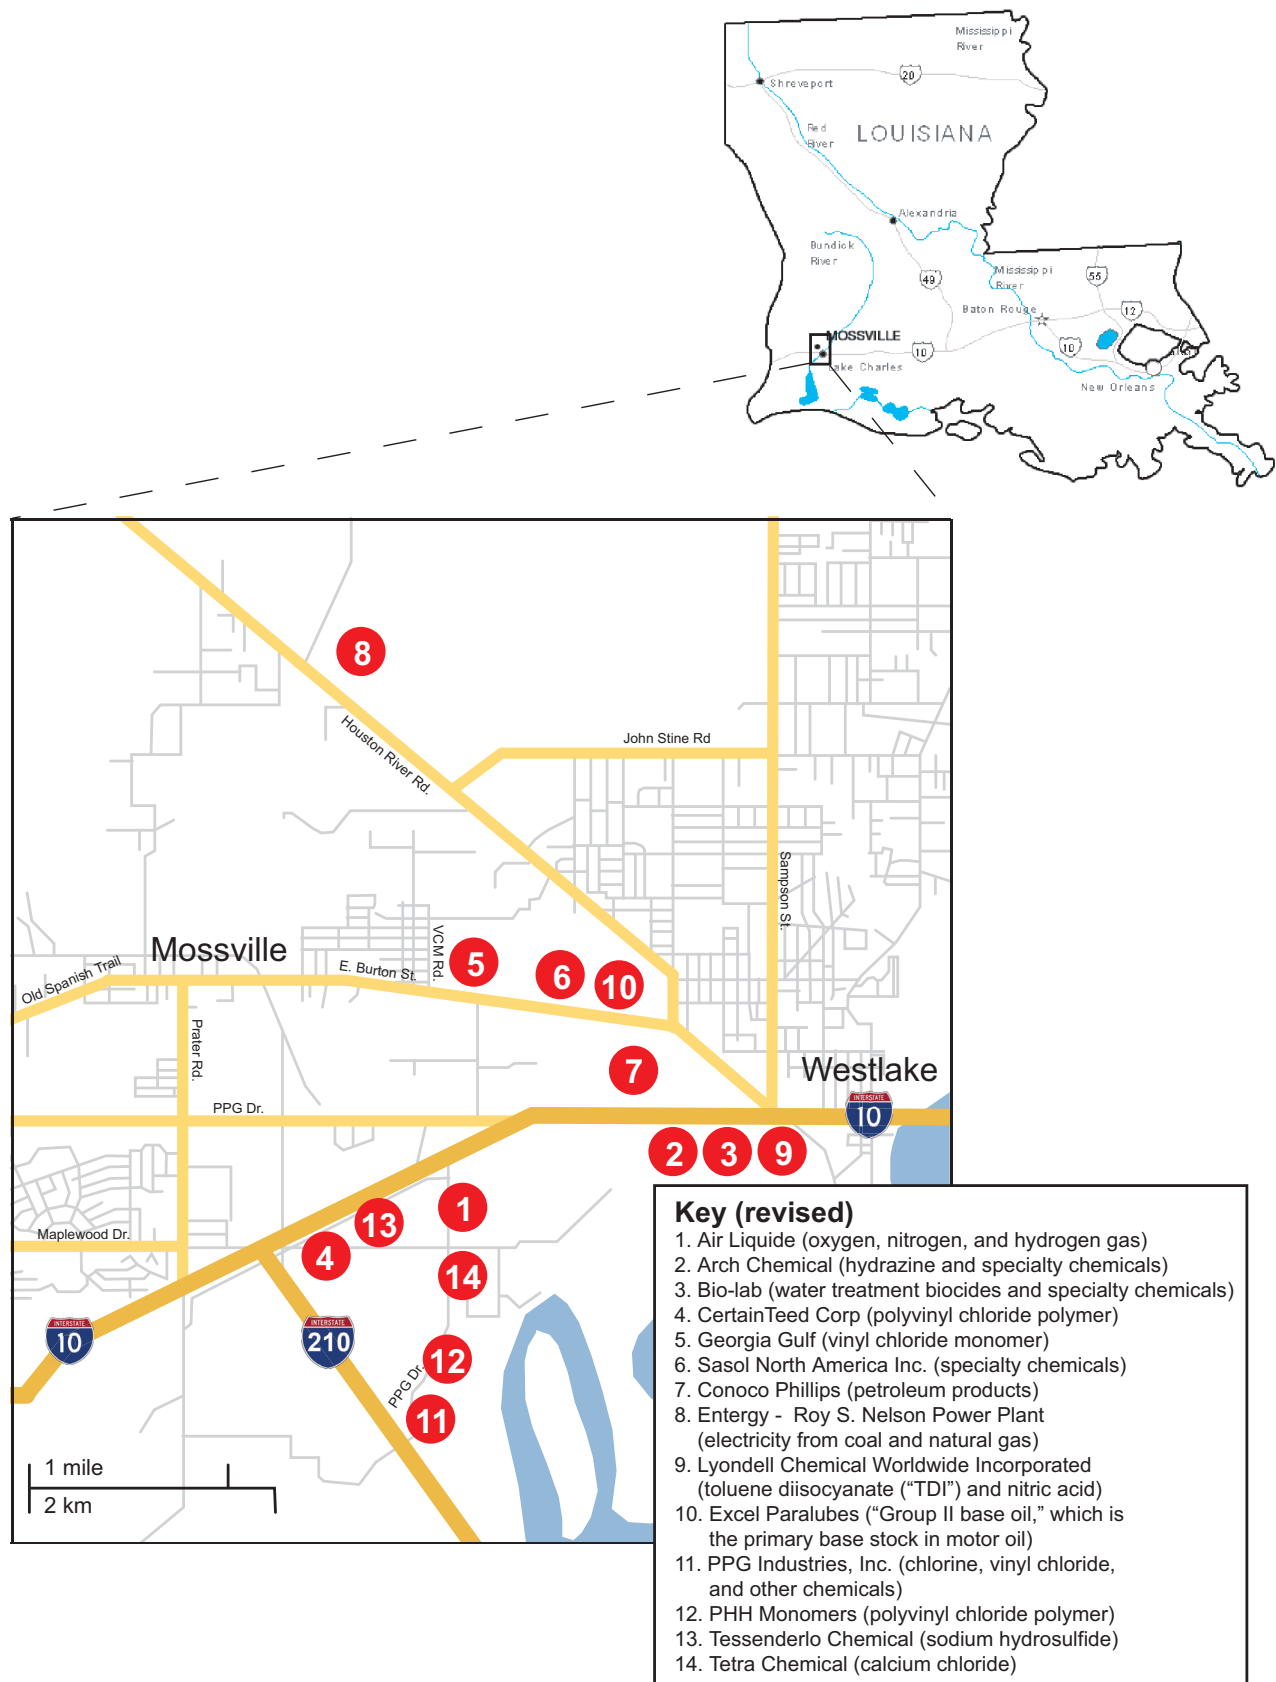 Mississippi
River
20
Shreveport
Red
River
LOUISIANA
Alexandria
Bundick
River
49
Mississippi
River
55
Baton Rouge
12
MOSSVILLE
10
10
Lake Charles
New Orleans
8
Houston River Rd.
John Stine Rd
Sampson St.
Mossville
VCM Rd.
5
6
10
Old Spanish Trail
E. Burton St.
Prater Rd.
7
Westlake
PPG Dr.
INTERSTATE
10
2
3
9
1
13
Maplewood Dr.
4
14
INTERSTATE
10
INTERSTATE
210
12
PPG Dr.
11
1 mile
2 km
Key (revised)
1. Air Liquide (oxygen, nitrogen, and hydrogen gas)
2. Arch Chemical (hydrazine and specialty chemicals)
3. Bio-lab (water treatment biocides and specialty chemicals)
4. CertainTeed Corp (polyvinyl chloride polymer)
5. Georgia Gulf (vinyl chloride monomer)
6. Sasol North America Inc. (specialty chemicals)
7. Conoco Phillips (petroleum products)
8. Entergy - Roy S. Nelson Power Plant
(electricity from coal and natural gas)
9. Lyondell Chemical Worldwide Incorporated
(toluene diisocyanate (“TDI”) and nitric acid)
10. Excel Paralubes (“Group II base oil,” which is
the primary base stock in motor oil)
11. PPG Industries, Inc. (chlorine, vinyl chloride,
and other chemicals)
12. PHH Monomers (polyvinyl chloride polymer)
13. Tessenderlo Chemical (sodium hydrosulfide)
14. Tetra Chemical (calcium chloride)